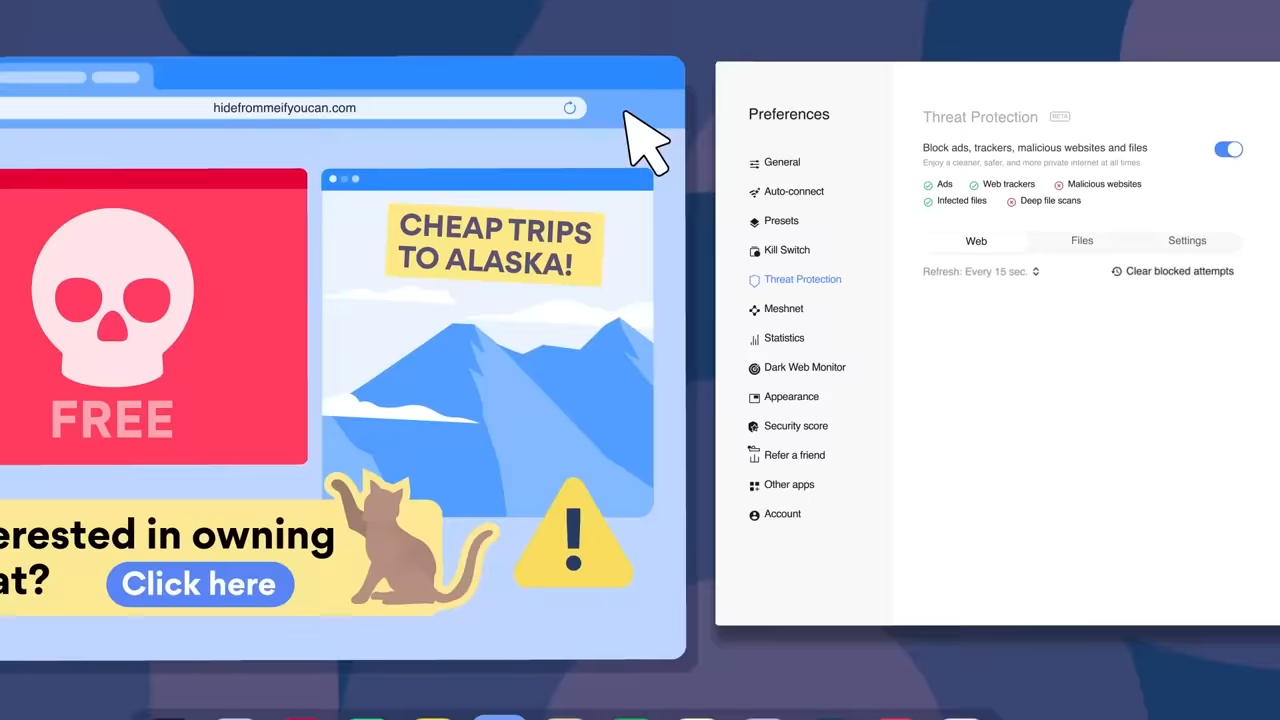 hidefrommeifyoucan.com
FREE
CHEAP TRIPS
TO ALASKA!
erested in owning
at?
Click here
Preferences
General
Auto-connect
Presets
Kill Switch
Threat Protection
Meshnet
Statistics
Dark Web Monitor
Appearance
Security score
Refer a friend
Other apps
Account
Threat Protection BETA
Block ads, trackers, malicious websites and files
Enjoy a cleaner, safer, and more private internet at all times.
Ads Web trackers Malicious websites
Infected files Deep file scans
Web Files Settings
Refresh: Every 15 sec. Clear blocked attempts